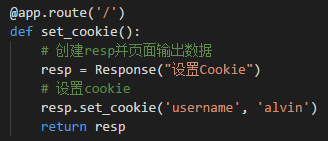 @app.route('/')
def set_cookie():
    # 创建resp并页面输出数据
    resp = Response("设置Cookie")
    # 设置cookie
    resp.set_cookie('username', 'alvin')
    return resp